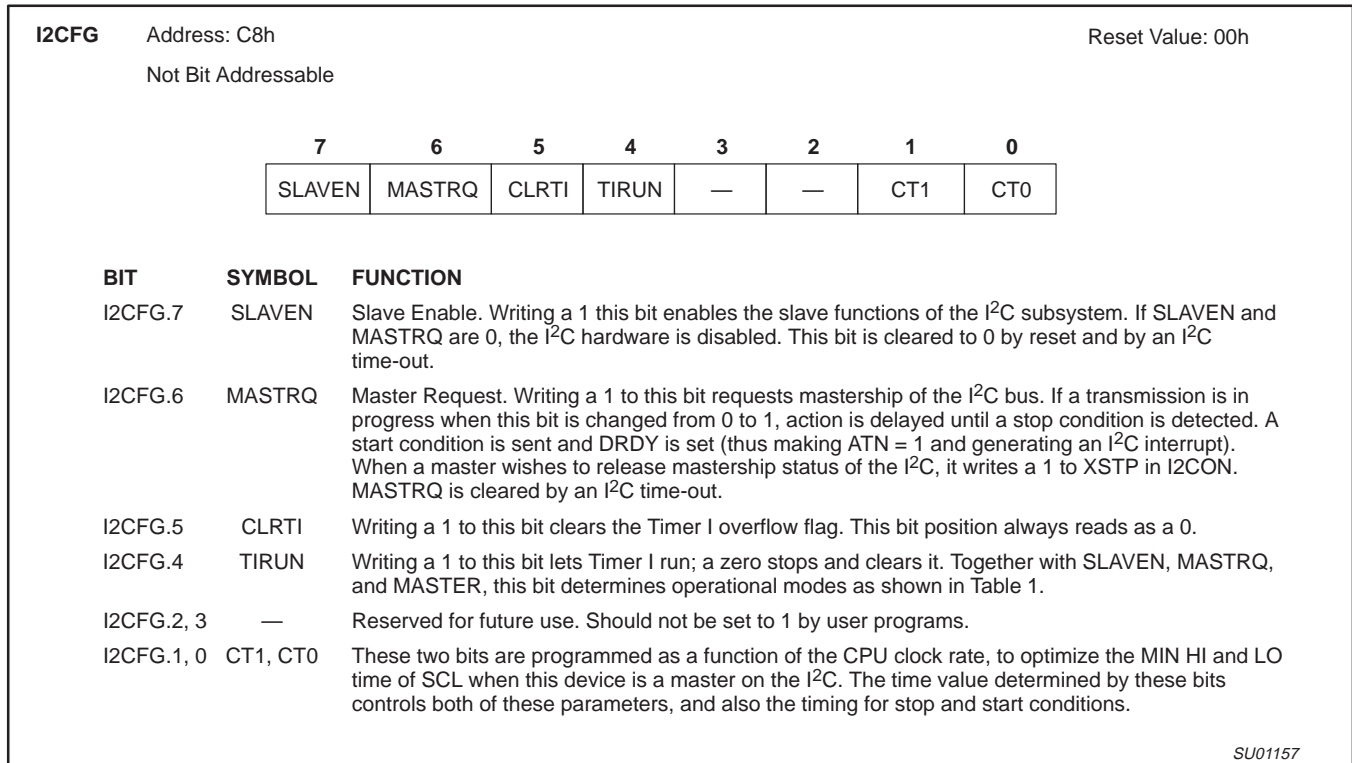 I2CFG Address: C8h Reset Value: 00h
Not Bit Addressable
7 6 5 4 3 2 1 0
SLAVEN MASTRQ CLRTI TIRUN — — CT1 CT0
BIT SYMBOL FUNCTION
I2CFG.7 SLAVEN Slave Enable. Writing a 1 this bit enables the slave functions of the I2C subsystem. If SLAVEN and
MASTRQ are 0, the I2C hardware is disabled. This bit is cleared to 0 by reset and by an I2C
time-out.
I2CFG.6 MASTRQ Master Request. Writing a 1 to this bit requests mastership of the I2C bus. If a transmission is in
progress when this bit is changed from 0 to 1, action is delayed until a stop condition is detected. A
start condition is sent and DRDY is set (thus making ATN = 1 and generating an I2C interrupt).
When a master wishes to release mastership status of the I2C, it writes a 1 to XSTP in I2CON.
MASTRQ is cleared by an I2C time-out.
I2CFG.5 CLRTI Writing a 1 to this bit clears the Timer I overflow flag. This bit position always reads as a 0.
I2CFG.4 TIRUN Writing a 1 to this bit lets Timer I run; a zero stops and clears it. Together with SLAVEN, MASTRQ,
and MASTER, this bit determines operational modes as shown in Table 1.
I2CFG.2, 3 — Reserved for future use. Should not be set to 1 by user programs.
I2CFG.1, 0 CT1, CT0 These two bits are programmed as a function of the CPU clock rate, to optimize the MIN HI and LO
time of SCL when this device is a master on the I2C. The time value determined by these bits
controls both of these parameters, and also the timing for stop and start conditions.
SU01157